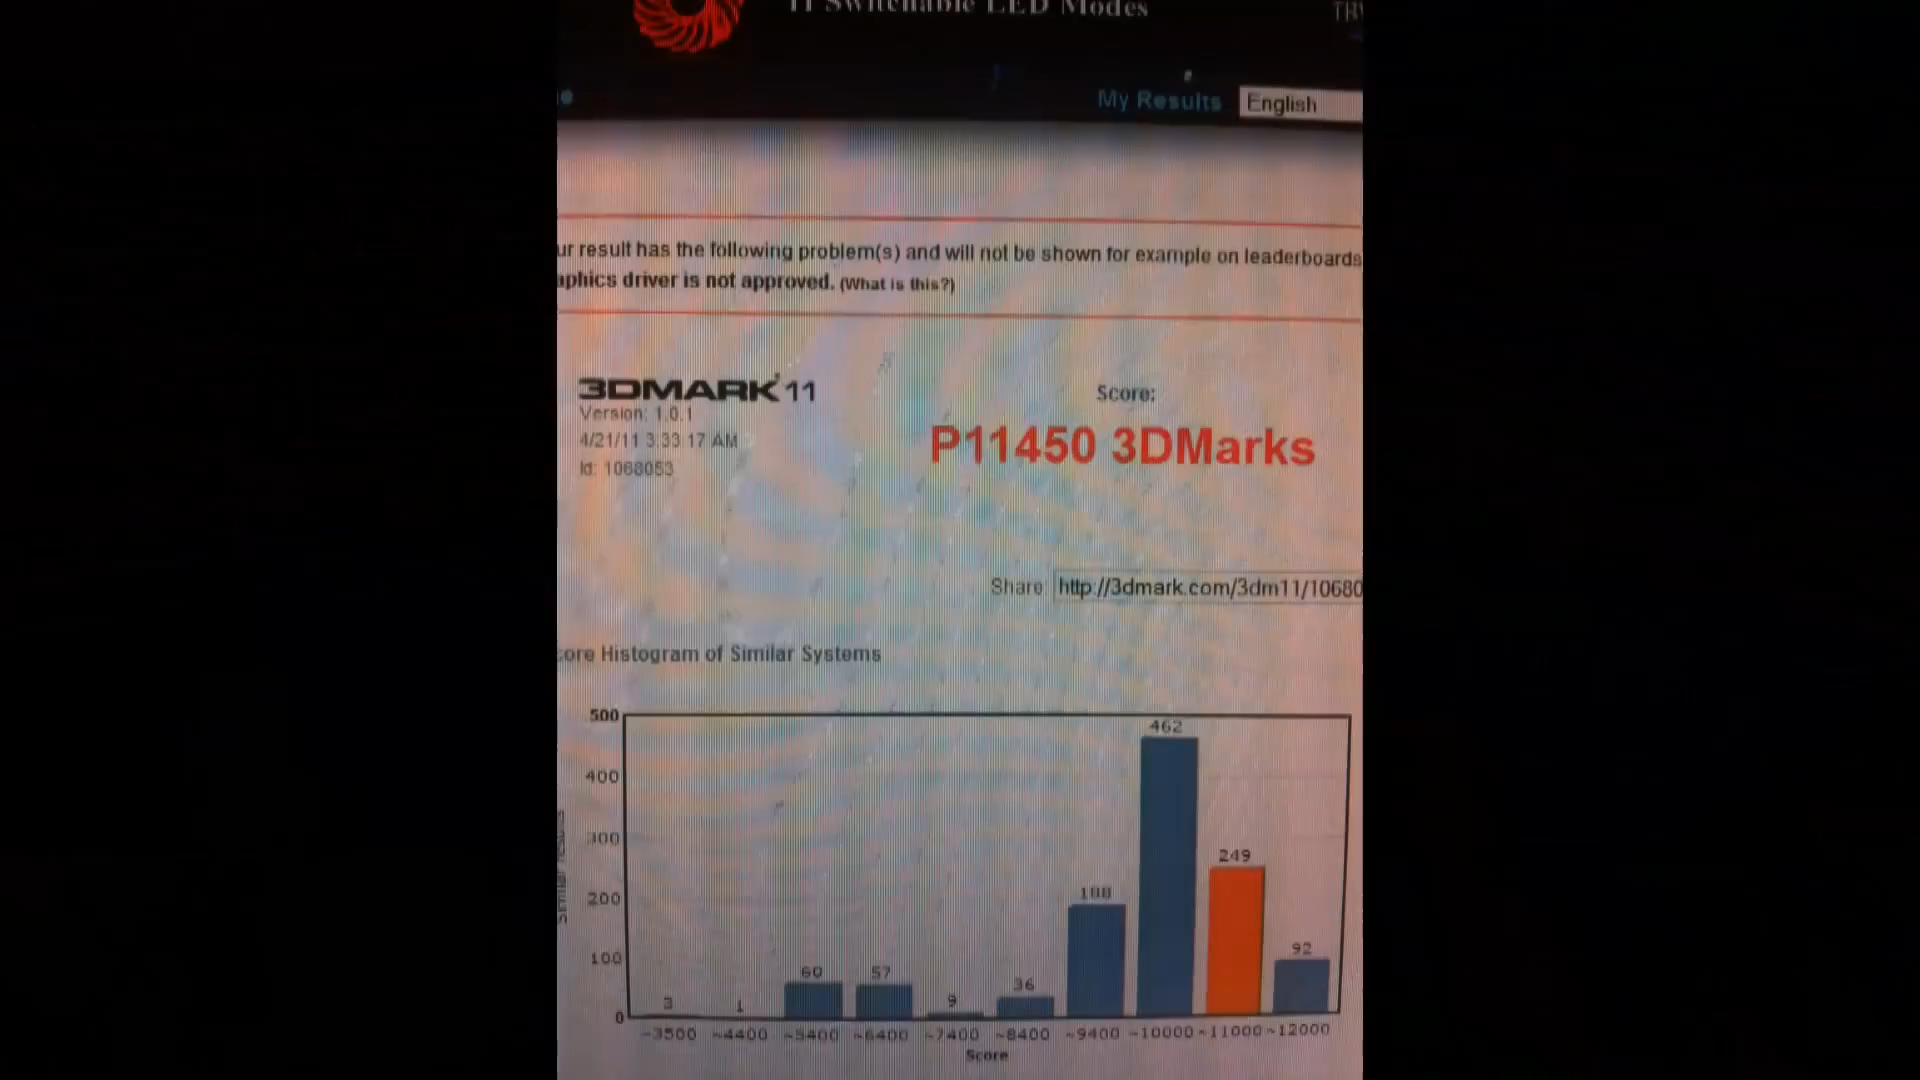 Switchable LED Modes
My Results English
ur result has the following problem(s) and will not be shown for example on leaderboards
aphics driver is not approved. (What is this?)
3DMARK 11
Version: 1.0.1
4/21/11 3:33:17 AM
Id: 1068053
Score:
P11450 3DMarks
Share http://3dmark.com/3dm11/10680
core Histogram of Similar Systems
500
400
300
200
100
0
3
1
60
57
9
36
188
462
249
92
~3500 ~4400 ~5400 ~6400 ~7400 ~8400 ~9400 ~10000 ~11000 ~12000
Score